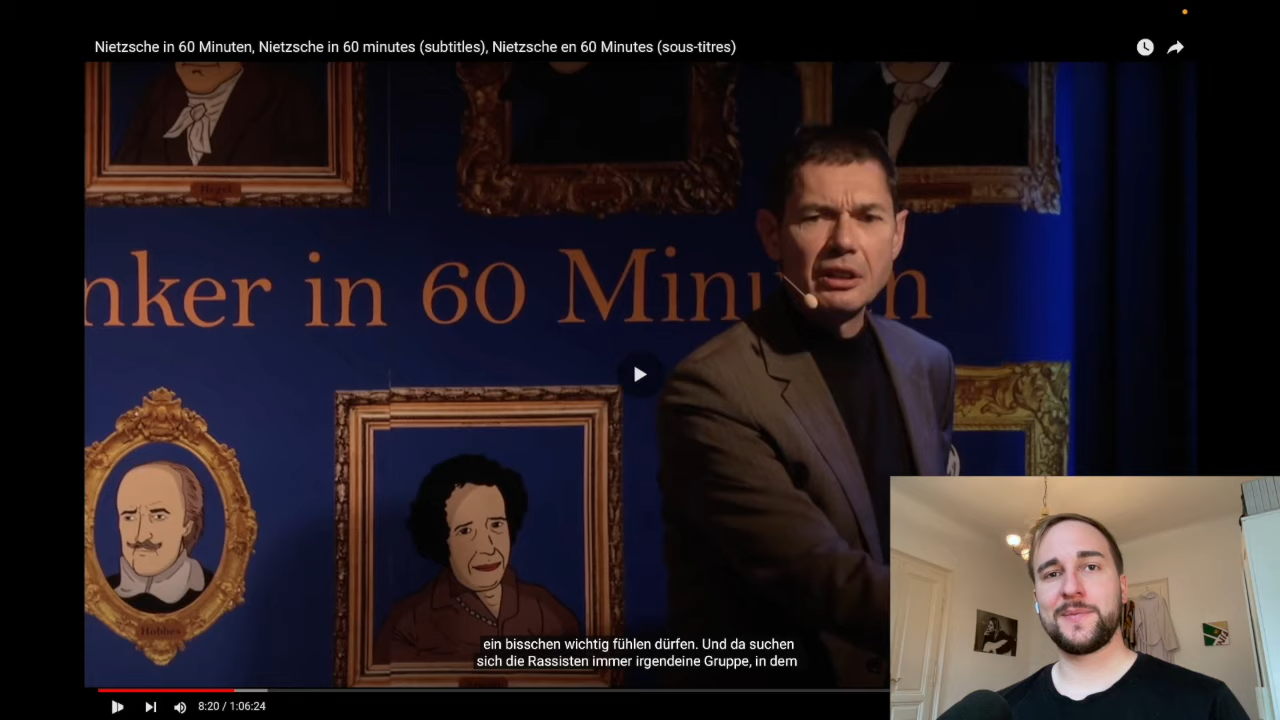 Nietzsche in 60 Minuten, Nietzsche in 60 minutes (subtitles), Nietzsche en 60 Minutes (sous-titres)
Hegel
nker in 60 Minu n
Hobbes
ein bisschen wichtig fühlen dürfen. Und da suchen
sich die Rassisten immer irgendeine Gruppe, in dem
8:20 / 1:06:24